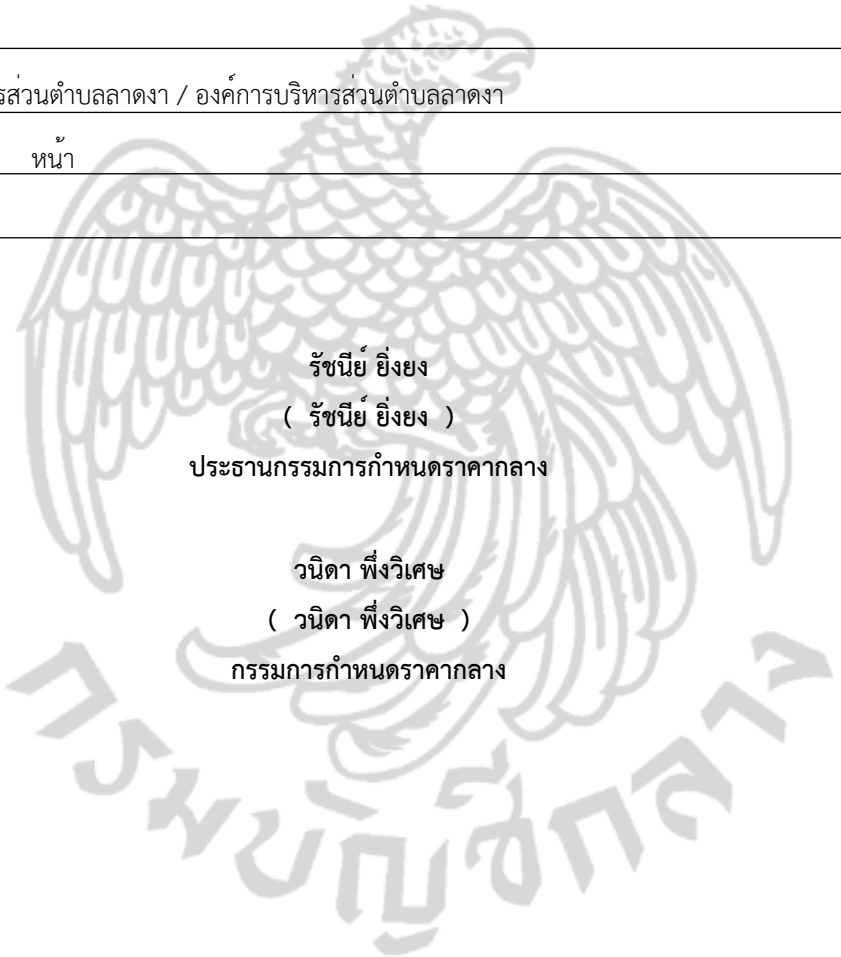 รส่วนตำบลลาดงา / องค์การบริหารส่วนตำบลลาดงา
หน้า
รัชนีย์ ยิ่งยง
( รัชนีย์ ยิ่งยง )
ประธานกรรมการกำหนดราคากลาง
วนิดา พึ่งวิเศษ
( วนิดา พึ่งวิเศษ )
กรรมการกำหนดราคากลาง
กรมบัญชีกลาง